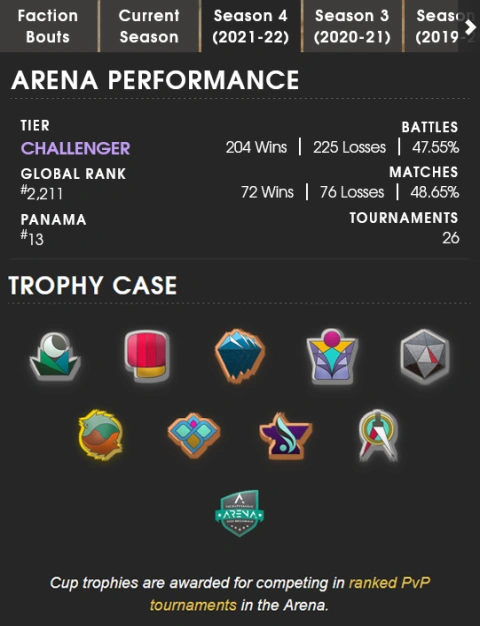 Faction Bouts
Current Season
Season 4 (2021-22)
Season 3 (2020-21)
ARENA PERFORMANCE
TIER
CHALLENGER
GLOBAL RANK
#2,211
PANAMA
#13
BATTLES
204 Wins | 225 Losses | 47.55%
MATCHES
72 Wins | 76 Losses | 48.65%
TOURNAMENTS
26
TROPHY CASE
ARENA
Cup trophies are awarded for competing in ranked PvP
tournaments in the Arena.